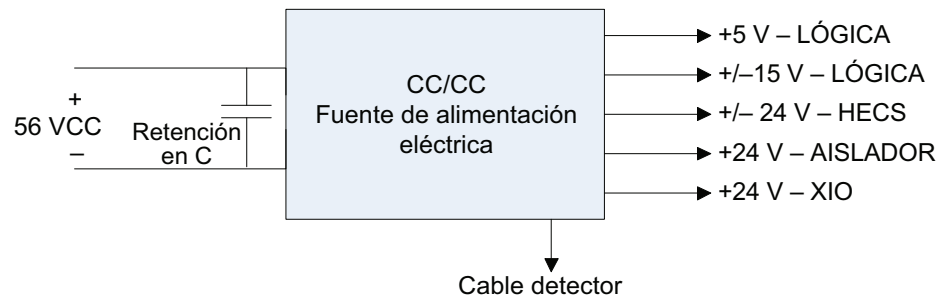 +
56 VCC
–
Retención
en C
CC/CC
Fuente de alimentación
eléctrica
+5 V – LÓGICA
+/–15 V – LÓGICA
+/– 24 V – HECS
+24 V – AISLADOR
+24 V – XIO
Cable detector